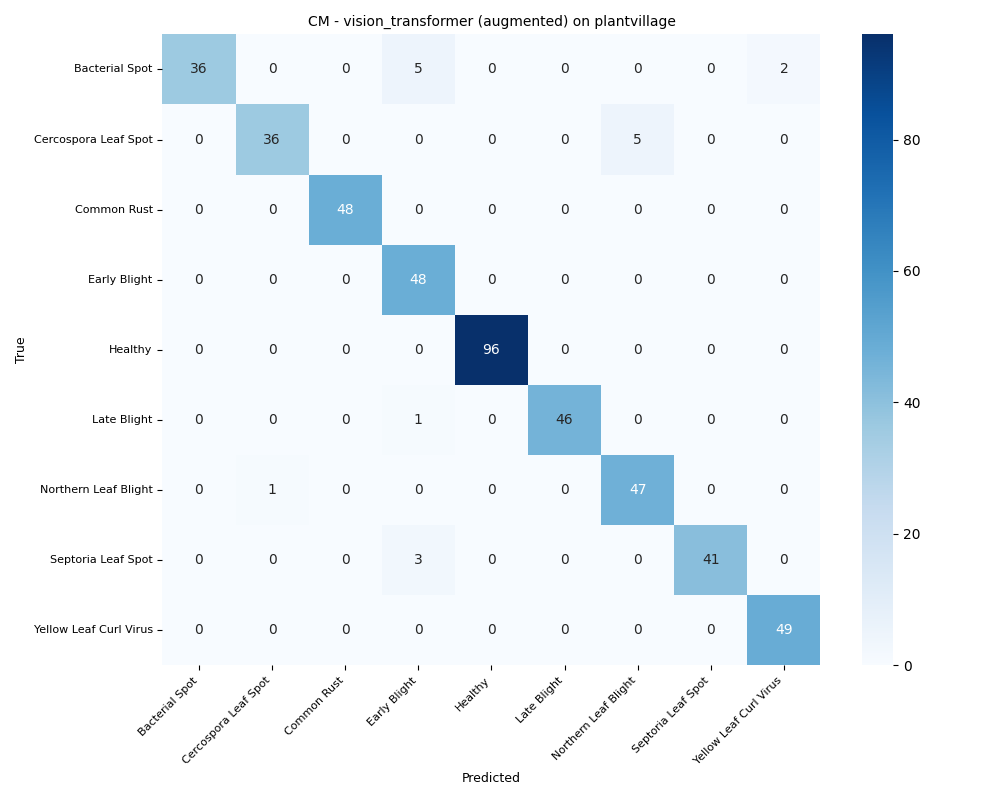 CM - vision_transformer (augmented) on plantvillage
True
Bacterial Spot 36 0 0 5 0 0 0 0 2
Cercospora Leaf Spot 0 36 0 0 0 0 5 0 0
Common Rust 0 0 48 0 0 0 0 0 0
Early Blight 0 0 0 48 0 0 0 0 0
Healthy 0 0 0 0 96 0 0 0 0
Late Blight 0 0 0 1 0 46 0 0 0
Northern Leaf Blight 0 1 0 0 0 0 47 0 0
Septoria Leaf Spot 0 0 0 3 0 0 0 41 0
Yellow Leaf Curl Virus 0 0 0 0 0 0 0 0 49
Bacterial Spot
Cercospora Leaf Spot
Common Rust
Early Blight
Healthy
Late Blight
Northern Leaf Blight
Septoria Leaf Spot
Yellow Leaf Curl Virus
Predicted
80
60
40
20
0